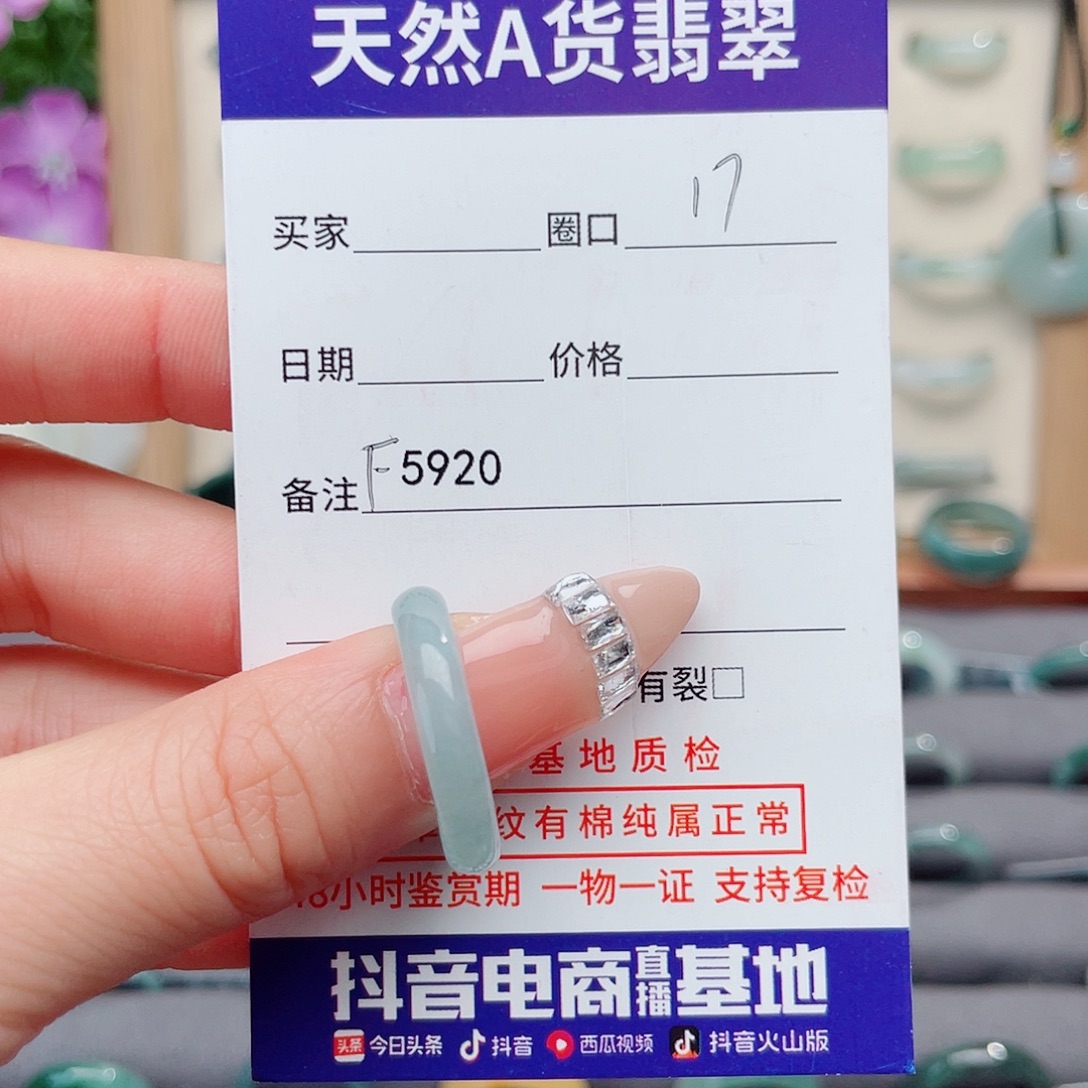 天然A货翡翠
买家 圈口 17
日期 价格
备注 F5920
有裂□
基地质检
纹有棉纯属正常
8小时鉴赏期 一物一证 支持复检
抖音电商直播基地
头条 今日头条 抖音 西瓜视频 抖音火山版